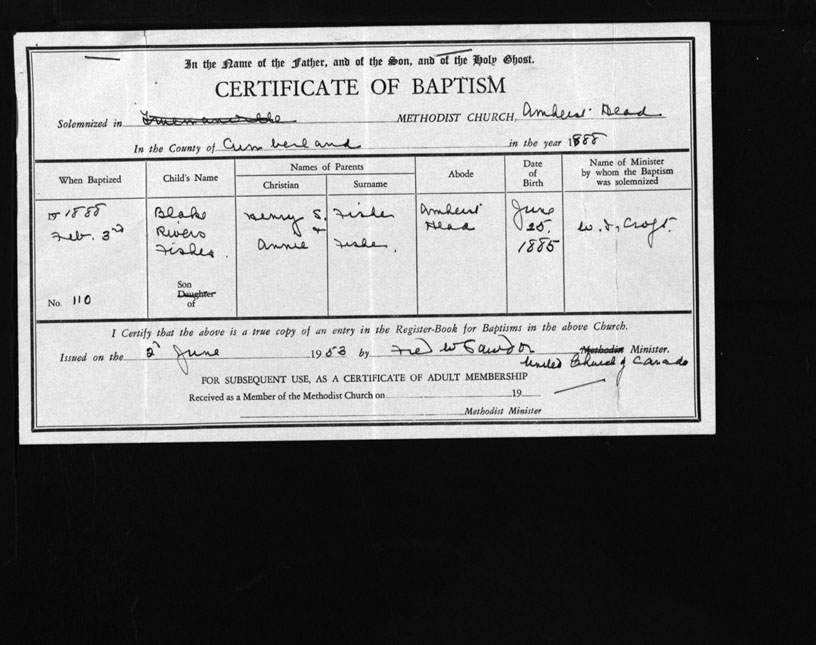 In the Name of the Father, and of the Son, and of the Holy Ghost.
CERTIFICATE OF BAPTISM
Solemnized in Truemanville METHODIST CHURCH, Amherst Head
In the County of Cumberland in the year 1888
When Baptized Child's Name Names of Parents Abode Date of Birth Name of Minister by whom the Baptism was solemnized
Christian Surname
1888 Blake Henry S. Fisher Amherst June
Feb. 3rd Rivers & Head 25. W. Croft.
Fisher. Annie Fisher. 1885
Son
Daughter
No. 110 of
I Certify that the above is a true copy of an entry in the Register-Book for Baptisms in the above Church.
Issued on the 2 June 1953 by Fred W Methodist Minister.
United Church of Canada
FOR SUBSEQUENT USE, AS A CERTIFICATE OF ADULT MEMBERSHIP
Received as a Member of the Methodist Church on 19
Methodist Minister